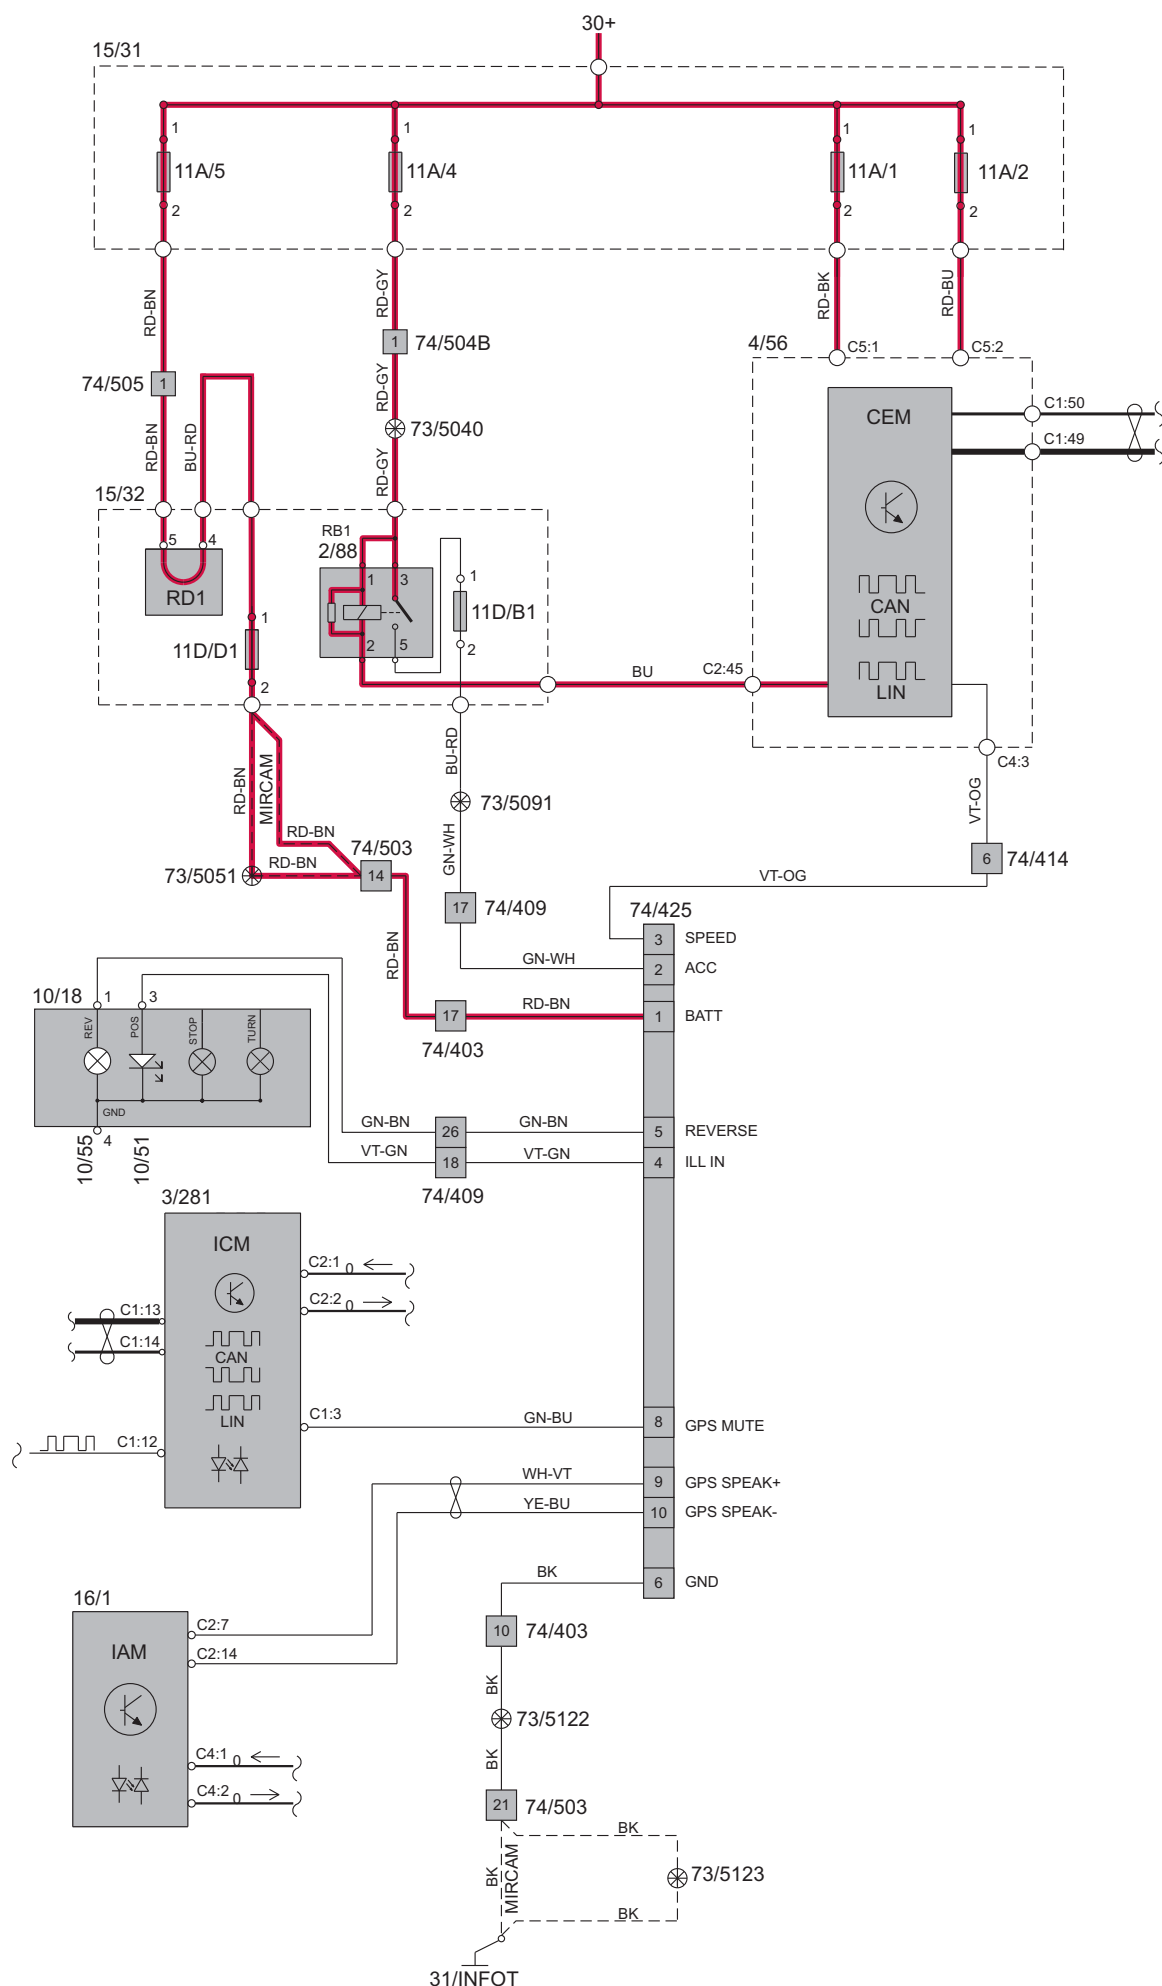 30+
15/31
1
1
1
1
11A/5
11A/4
11A/1
11A/2
2
2
2
2
RD-BN
RD-GY
RD-BK
RD-BU
1
74/504B
4/56
C5:1
C5:2
74/505
1
RD-GY
CEM
C1:50
73/5040
C1:49
RD-BN
BU-RD
RD-GY
15/32
RB1
2/88
5
4
RD1
1
3
1
CAN
11D/B1
1
11D/D1
2
5
2
2
BU
C2:45
LIN
C4:3
RD-BN
MIRCAM
BU-RD
VT-OG
73/5091
RD-BN
74/503
GN-WH
6
74/414
73/5051
RD-BN
14
VT-OG
17
74/409
74/425
RD-BN
3
SPEED
GN-WH
2
ACC
10/18
1
3
RD-BN
17
1
BATT
REV
POS
STOP
TURN
74/403
GND
4
GN-BN
26
GN-BN
5
REVERSE
10/55
10/51
VT-GN
18
VT-GN
4
ILL IN
74/409
3/281
ICM
C2:1
0
C2:2
0
C1:13
C1:14
CAN
LIN
C1:3
GN-BU
8
GPS MUTE
C1:12
WH-VT
9
GPS SPEAK+
YE-BU
10
GPS SPEAK-
BK
6
GND
16/1
C2:7
10
74/403
IAM
C2:14
BK
73/5122
C4:1
0
BK
C4:2
0
21
74/503
BK
BK
MIRCAM
73/5123
BK
31/INFOT